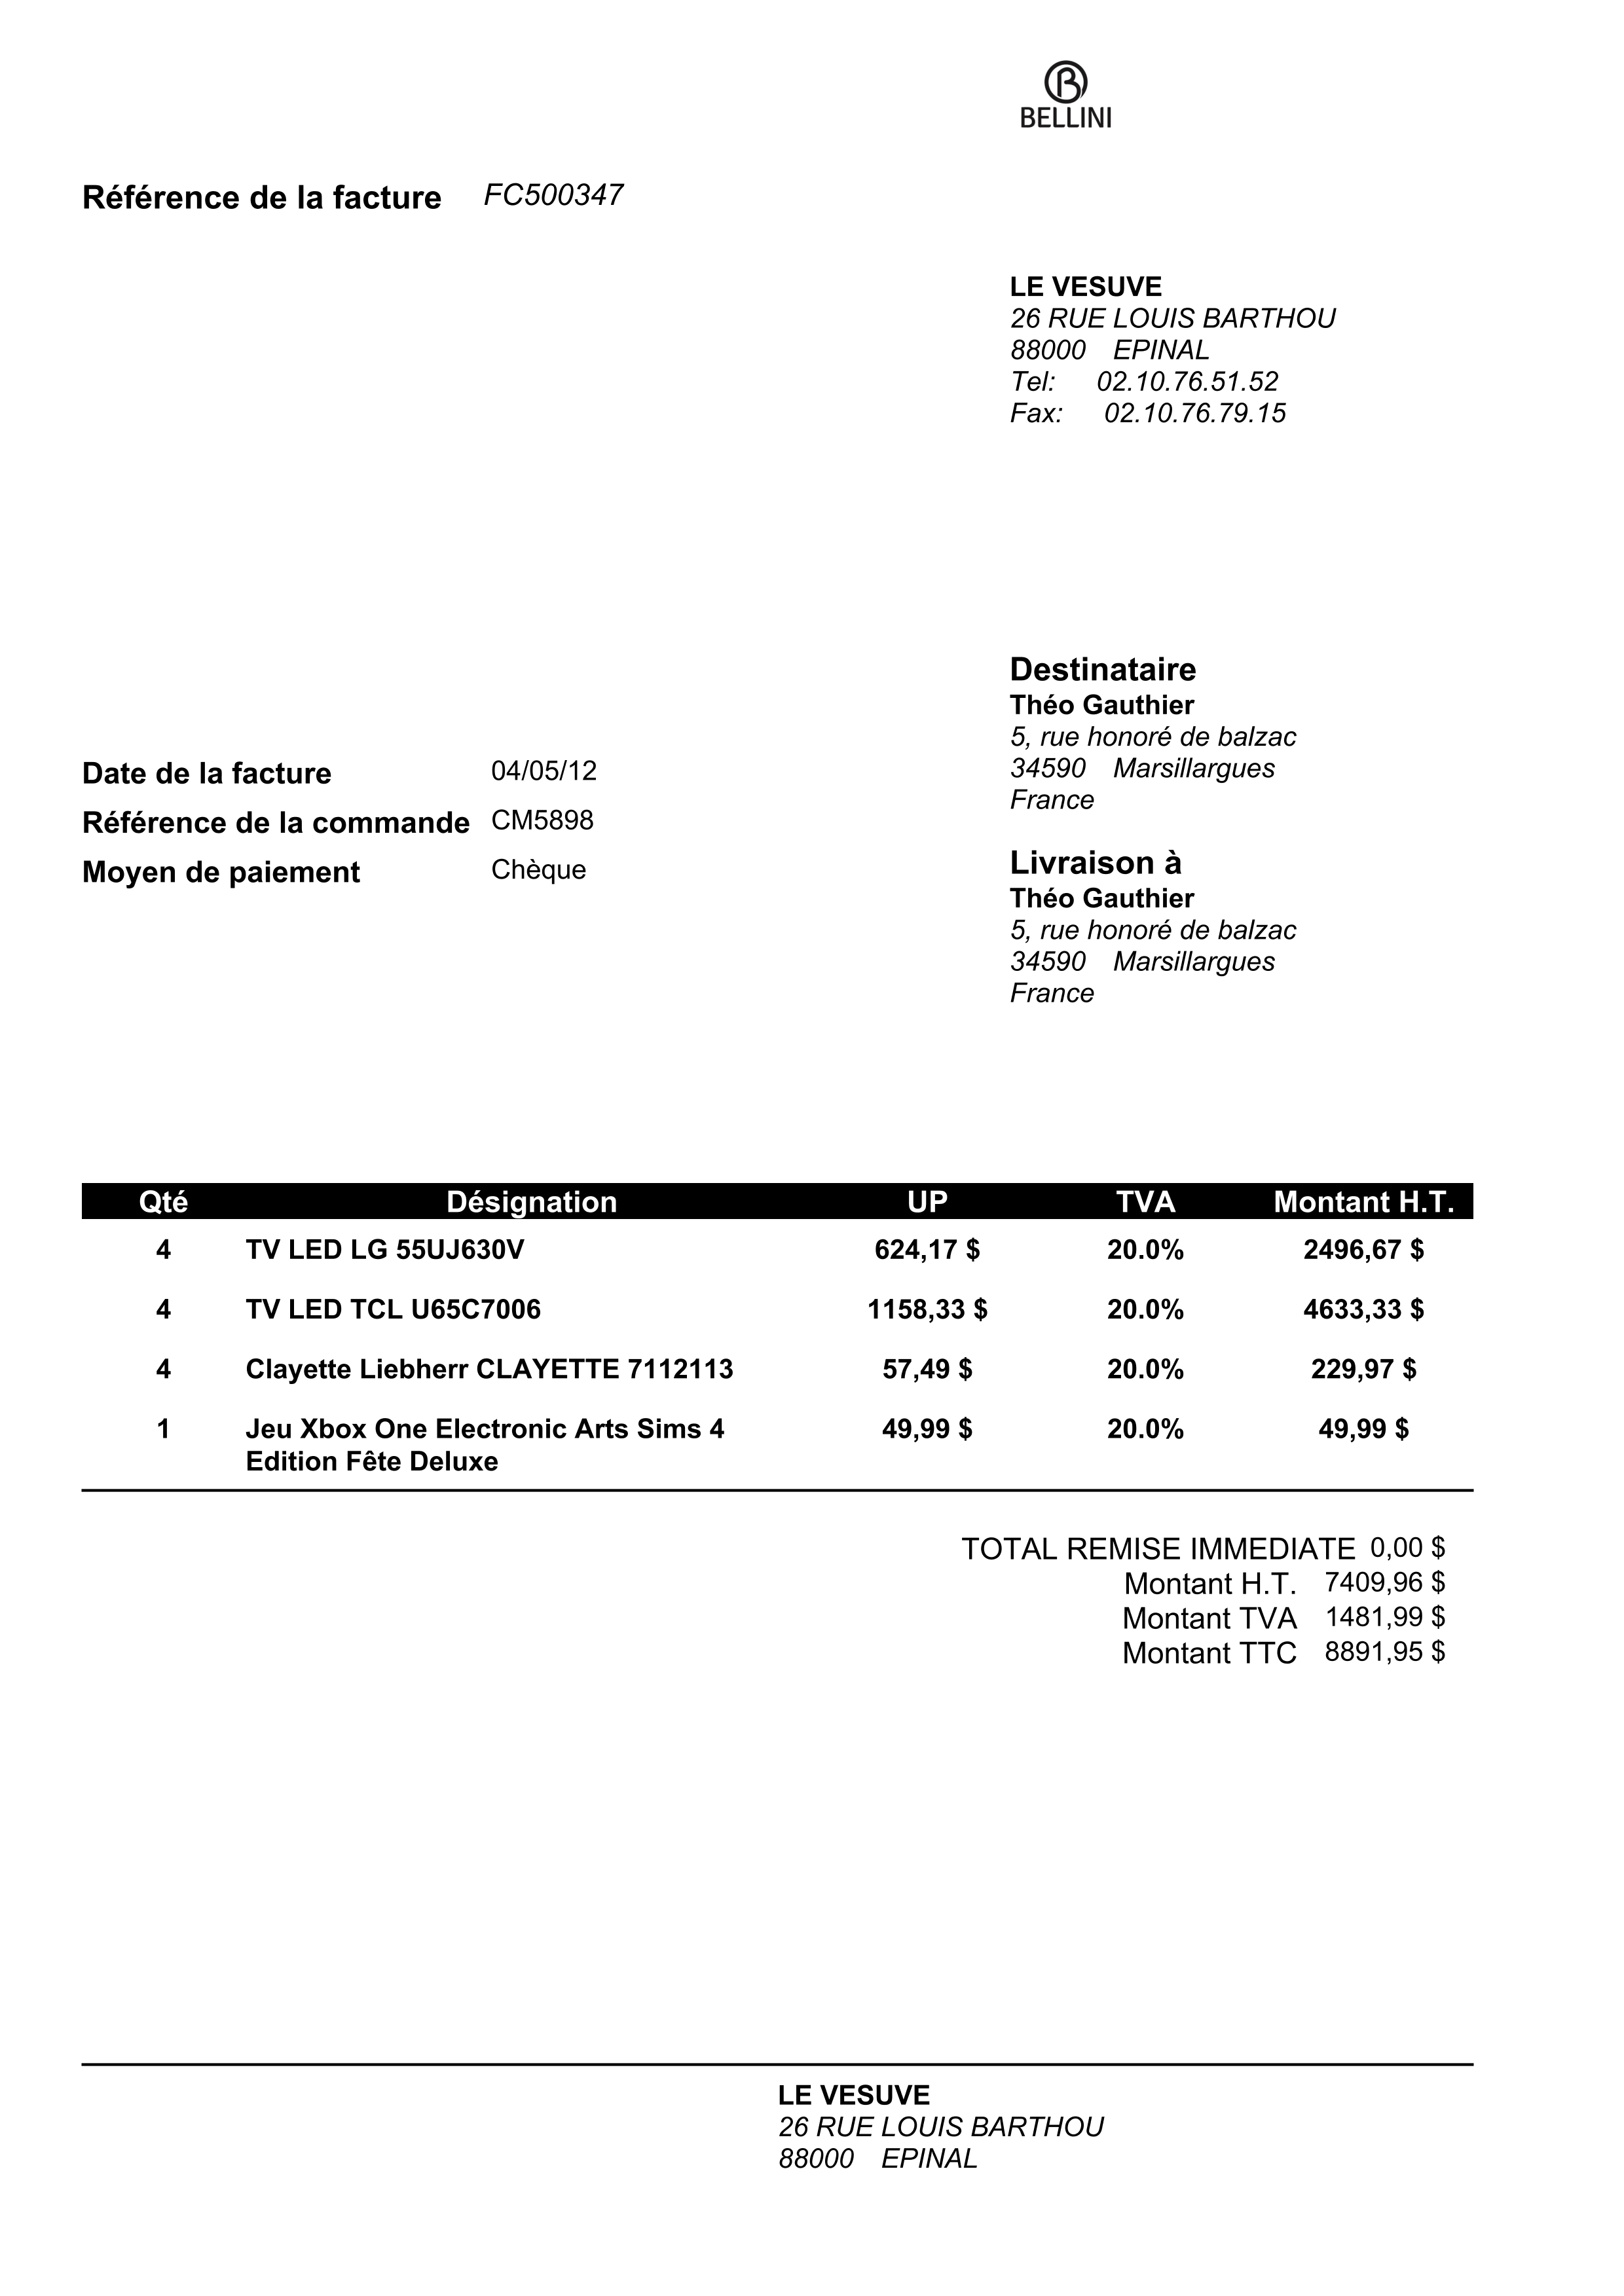 BELLINI
Référence de la facture FC500347
LE VESUVE
26 RUE LOUIS BARTHOU
88000 EPINAL
Tel: 02.10.76.51.52
Fax: 02.10.76.79.15
Destinataire
Théo Gauthier
5, rue honoré de balzac
34590 Marsillargues
France
Date de la facture 04/05/12
Référence de la commande CM5898
Moyen de paiement Chèque
Livraison à
Théo Gauthier
5, rue honoré de balzac
34590 Marsillargues
France
Qté Désignation UP TVA Montant H.T.
4 TV LED LG 55UJ630V 624,17 $ 20.0% 2496,67 $
4 TV LED TCL U65C7006 1158,33 $ 20.0% 4633,33 $
4 Clayette Liebherr CLAYETTE 7112113 57,49 $ 20.0% 229,97 $
1 Jeu Xbox One Electronic Arts Sims 4 49,99 $ 20.0% 49,99 $
Edition Fête Deluxe
TOTAL REMISE IMMEDIATE 0,00 $
Montant H.T. 7409,96 $
Montant TVA 1481,99 $
Montant TTC 8891,95 $
LE VESUVE
26 RUE LOUIS BARTHOU
88000 EPINAL